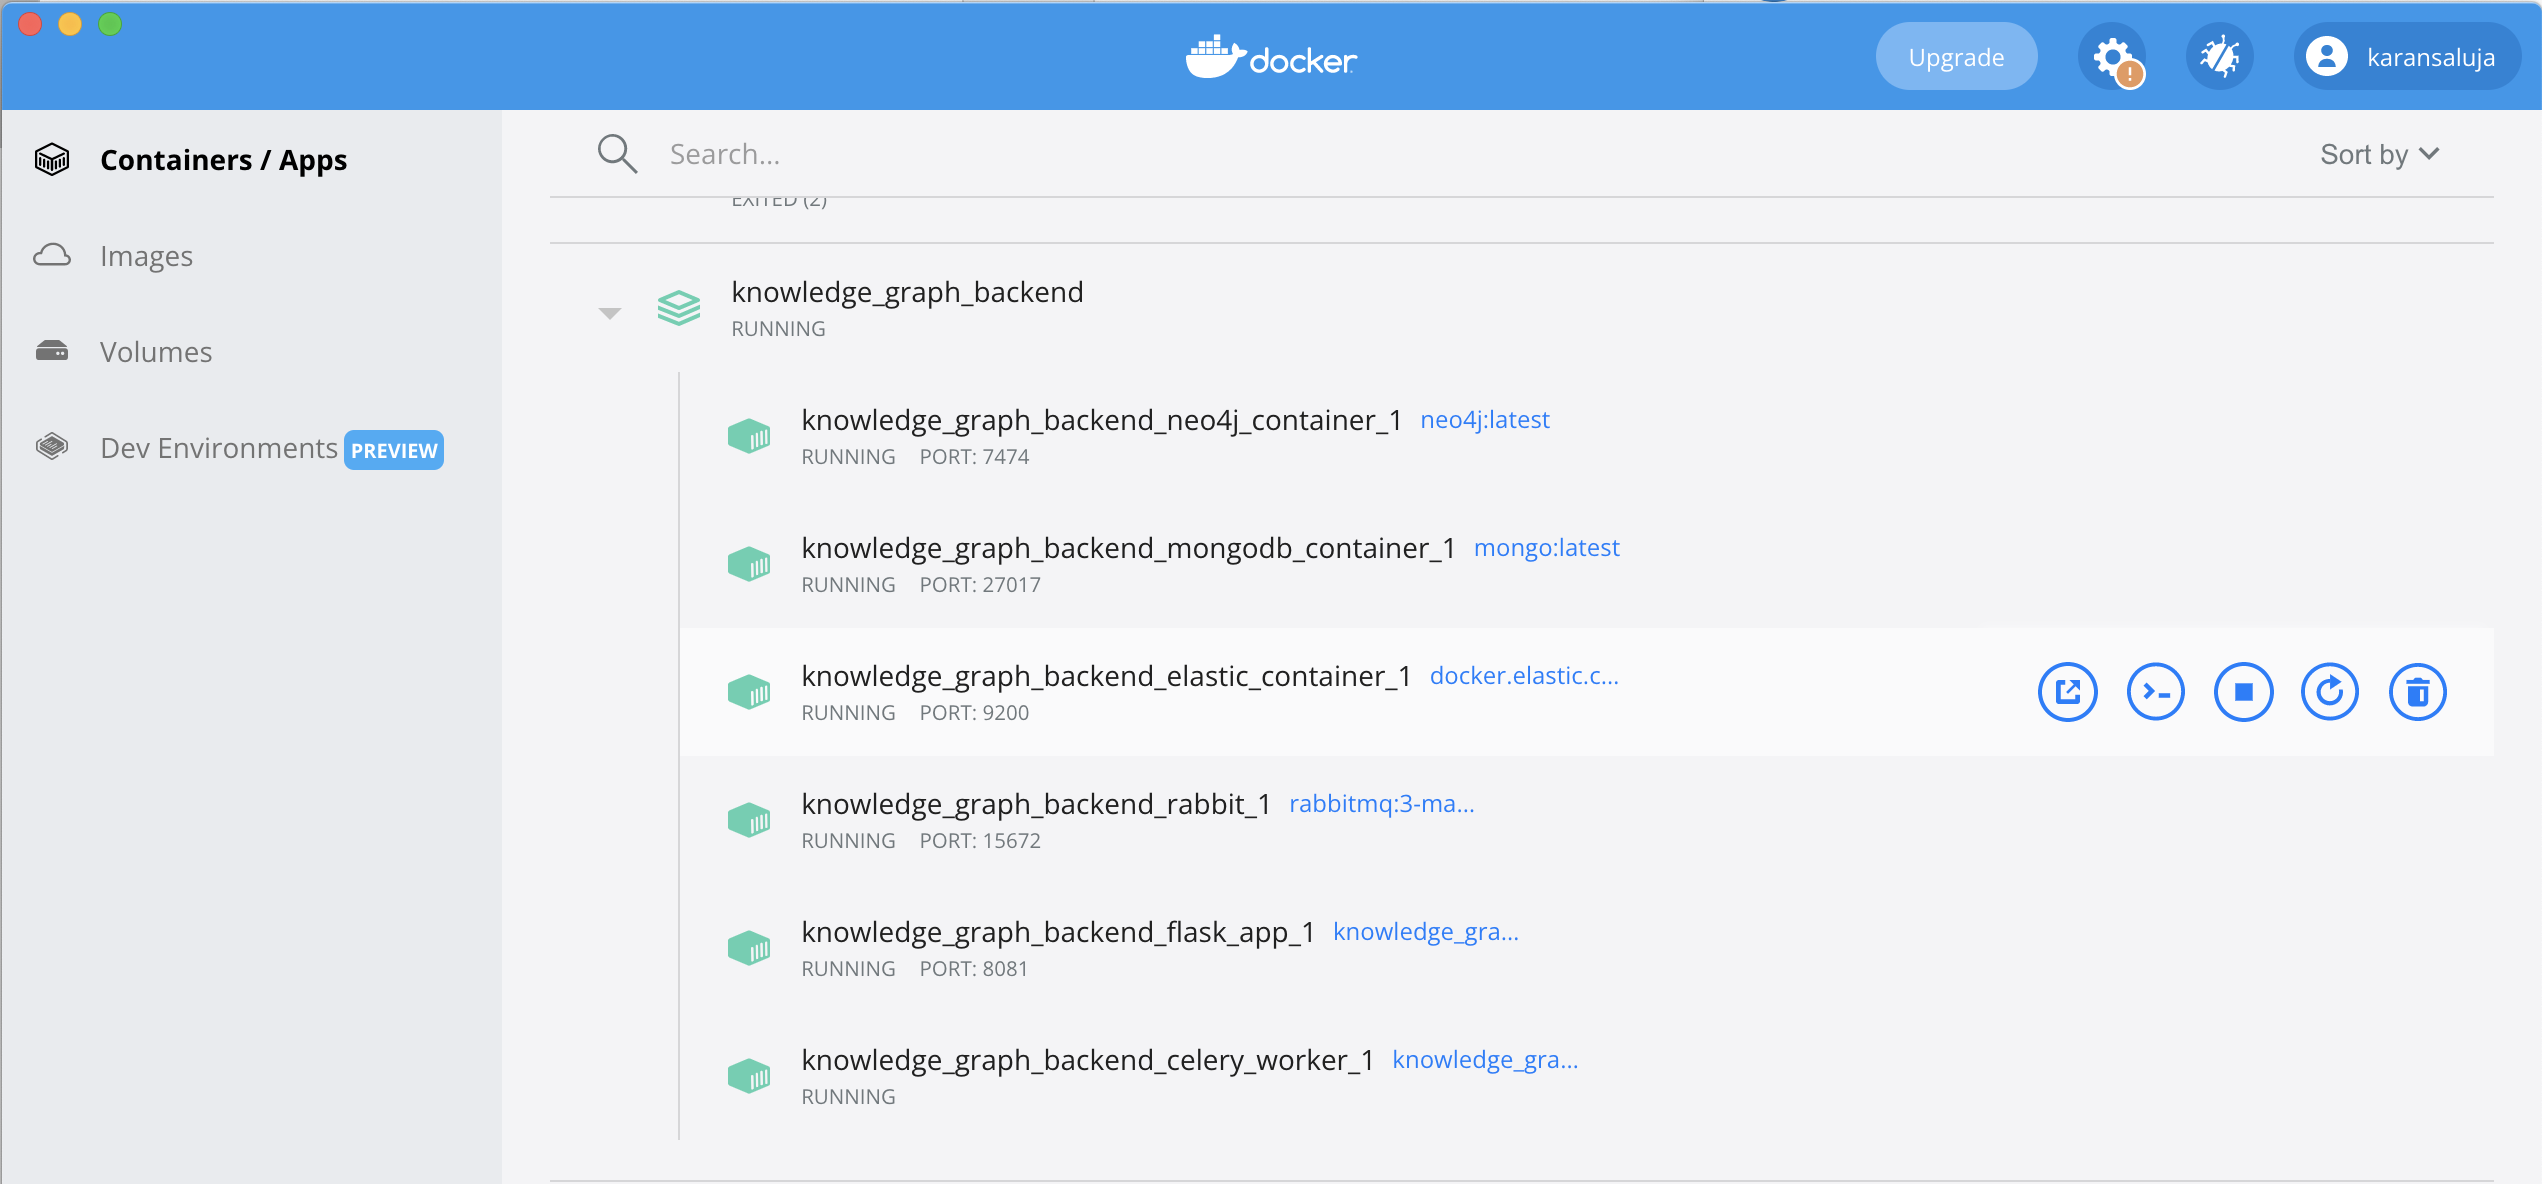 docker
Upgrade
karansaluja
Containers / Apps
Images
Volumes
Dev Environments PREVIEW
Search...
Sort by
EXITED (2)
knowledge_graph_backend
RUNNING
knowledge_graph_backend_neo4j_container_1 neo4j:latest
RUNNING PORT: 7474
knowledge_graph_backend_mongodb_container_1 mongo:latest
RUNNING PORT: 27017
knowledge_graph_backend_elastic_container_1 docker.elastic.c...
RUNNING PORT: 9200
knowledge_graph_backend_rabbit_1 rabbitmq:3-ma...
RUNNING PORT: 15672
knowledge_graph_backend_flask_app_1 knowledge_gra...
RUNNING PORT: 8081
knowledge_graph_backend_celery_worker_1 knowledge_gra...
RUNNING